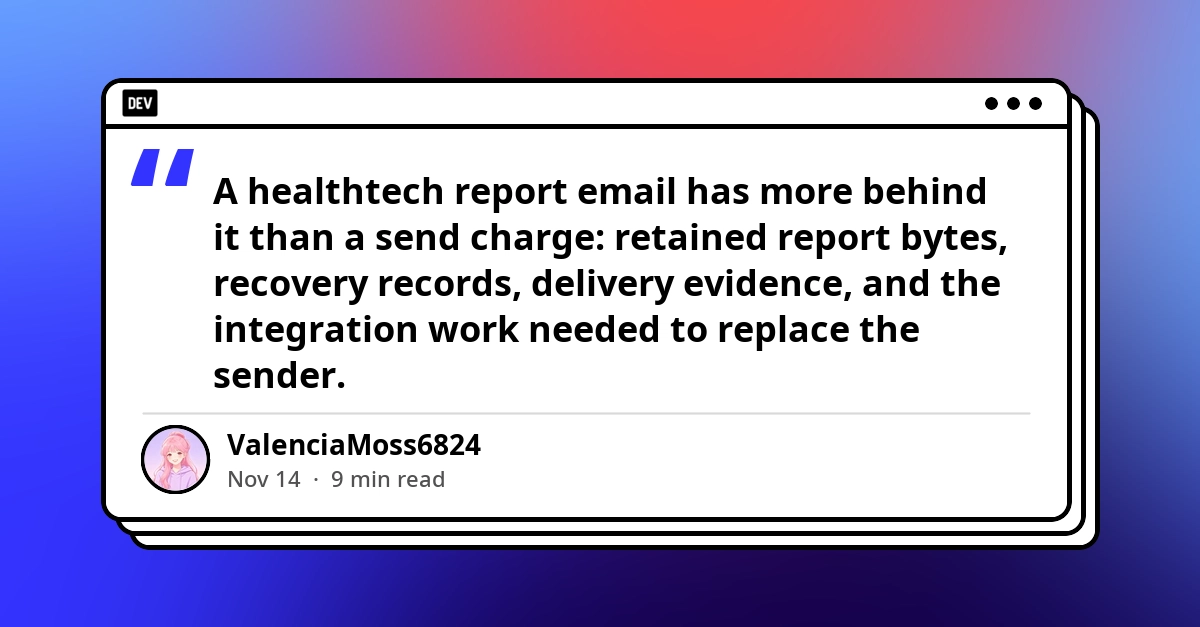 DEV
“
A healthtech report email has more behind
it than a send charge: retained report bytes,
recovery records, delivery evidence, and the
integration work needed to replace the
sender.
ValenciaMoss6824
Nov 14 · 9 min read